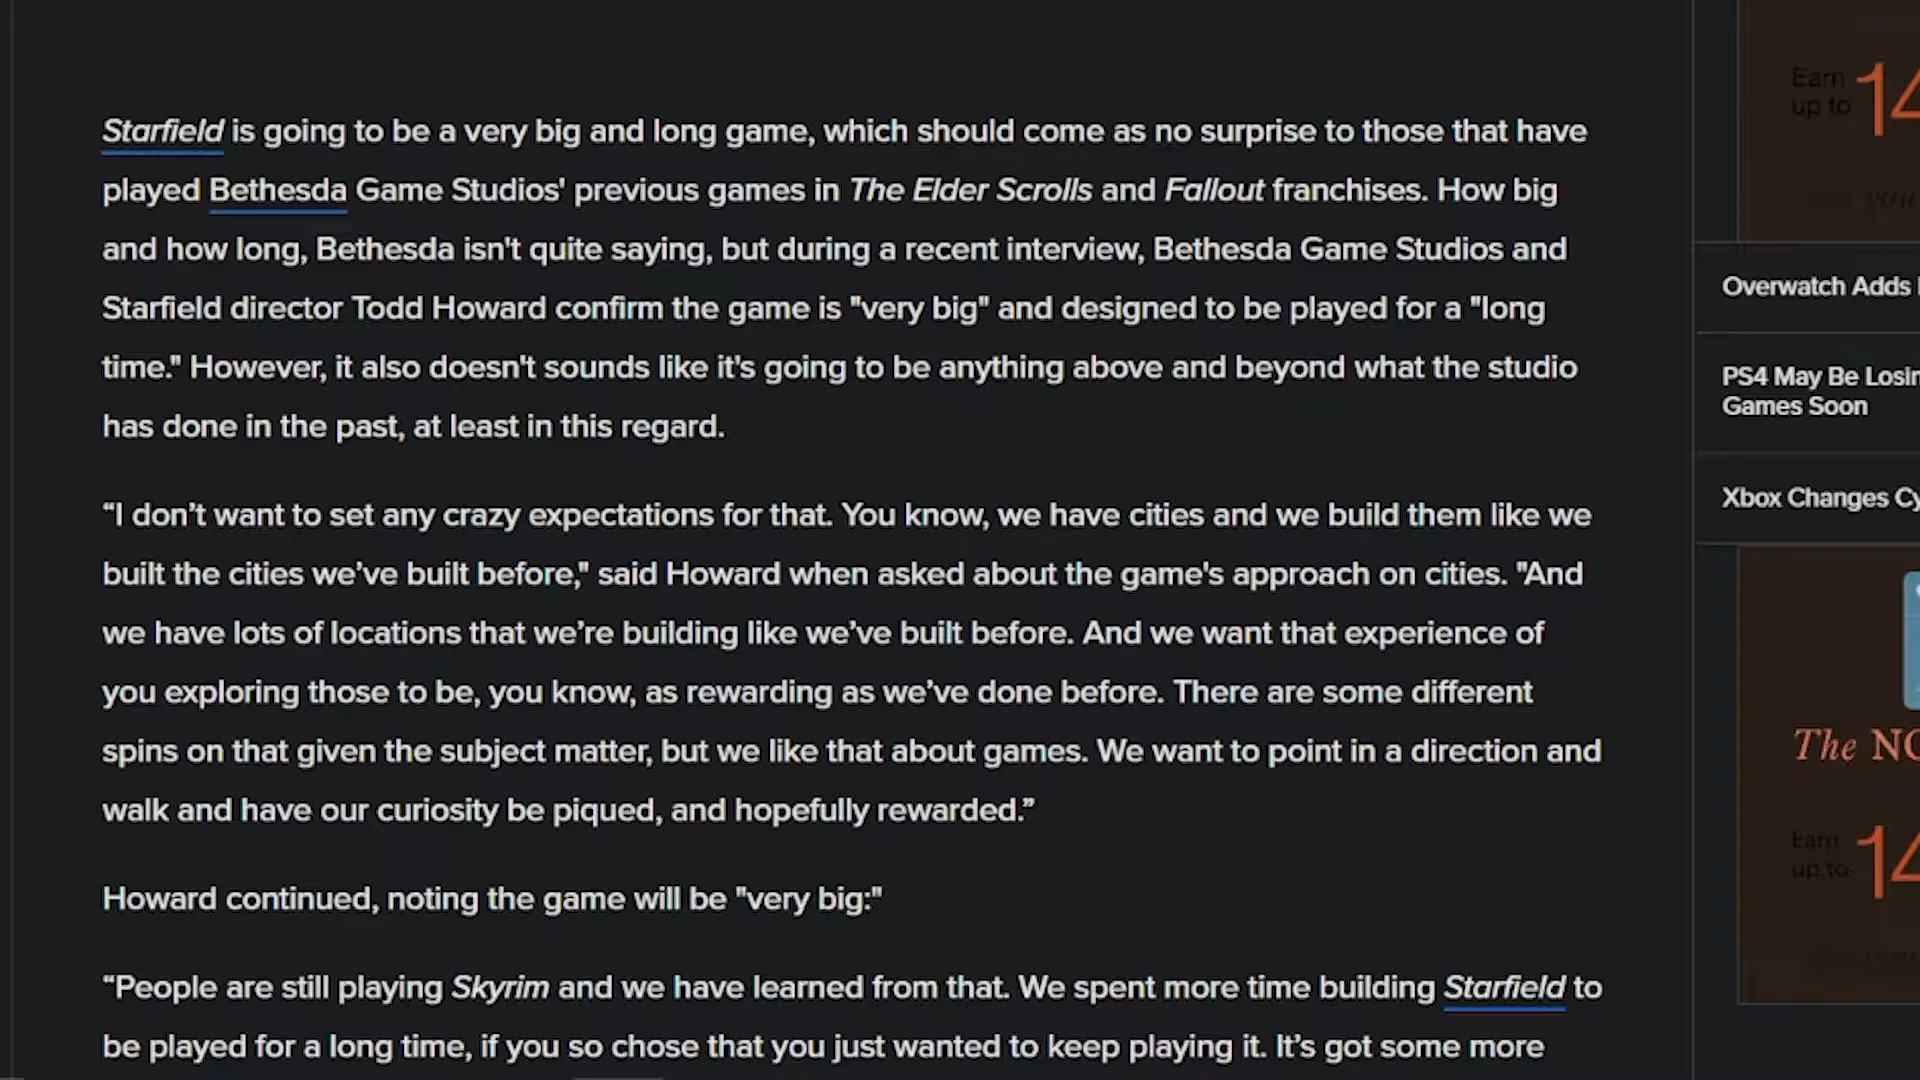 Starfield is going to be a very big and long game, which should come as no surprise to those that have
played Bethesda Game Studios' previous games in The Elder Scrolls and Fallout franchises. How big
and how long, Bethesda isn't quite saying, but during a recent interview, Bethesda Game Studios and
Starfield director Todd Howard confirm the game is "very big" and designed to be played for a "long
time." However, it also doesn't sounds like it's going to be anything above and beyond what the studio
has done in the past, at least in this regard.
“I don’t want to set any crazy expectations for that. You know, we have cities and we build them like we
built the cities we’ve built before," said Howard when asked about the game's approach on cities. "And
we have lots of locations that we’re building like we’ve built before. And we want that experience of
you exploring those to be, you know, as rewarding as we’ve done before. There are some different
spins on that given the subject matter, but we like that about games. We want to point in a direction and
walk and have our curiosity be piqued, and hopefully rewarded.”
Howard continued, noting the game will be "very big:"
“People are still playing Skyrim and we have learned from that. We spent more time building Starfield to
be played for a long time, if you so chose that you just wanted to keep playing it. It’s got some more
Earn
up to
14
Overwatch Adds
PS4 May Be
Games Soon
Xbox Changes
The
Earn
up to
14